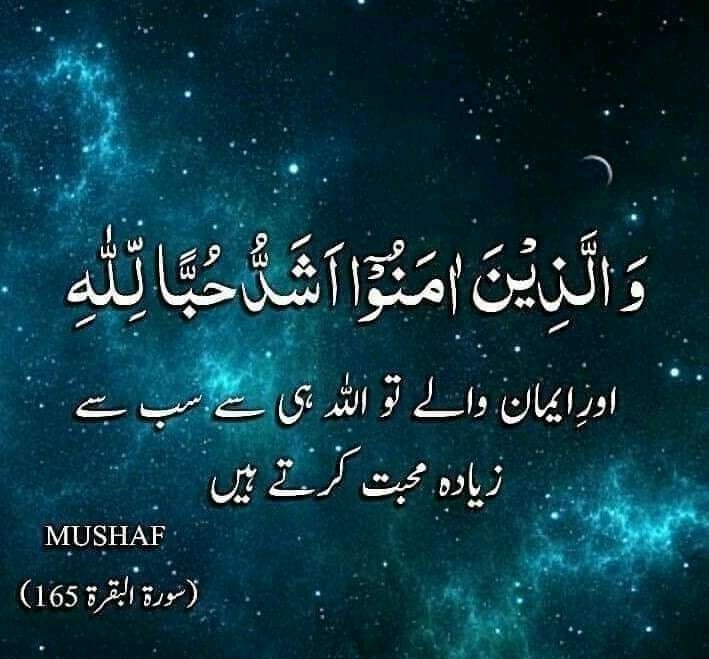 وَ الَّذِیْنَ اٰمَنُوْۤا اَشَدُّ حُبًّا لِّلّٰهِ
اورِایمان والے تو اللہ ہی سے سب سے
زیادہ محبت کرتے ہیں
MUSHAF
(سورۃ البقرۃ 165)